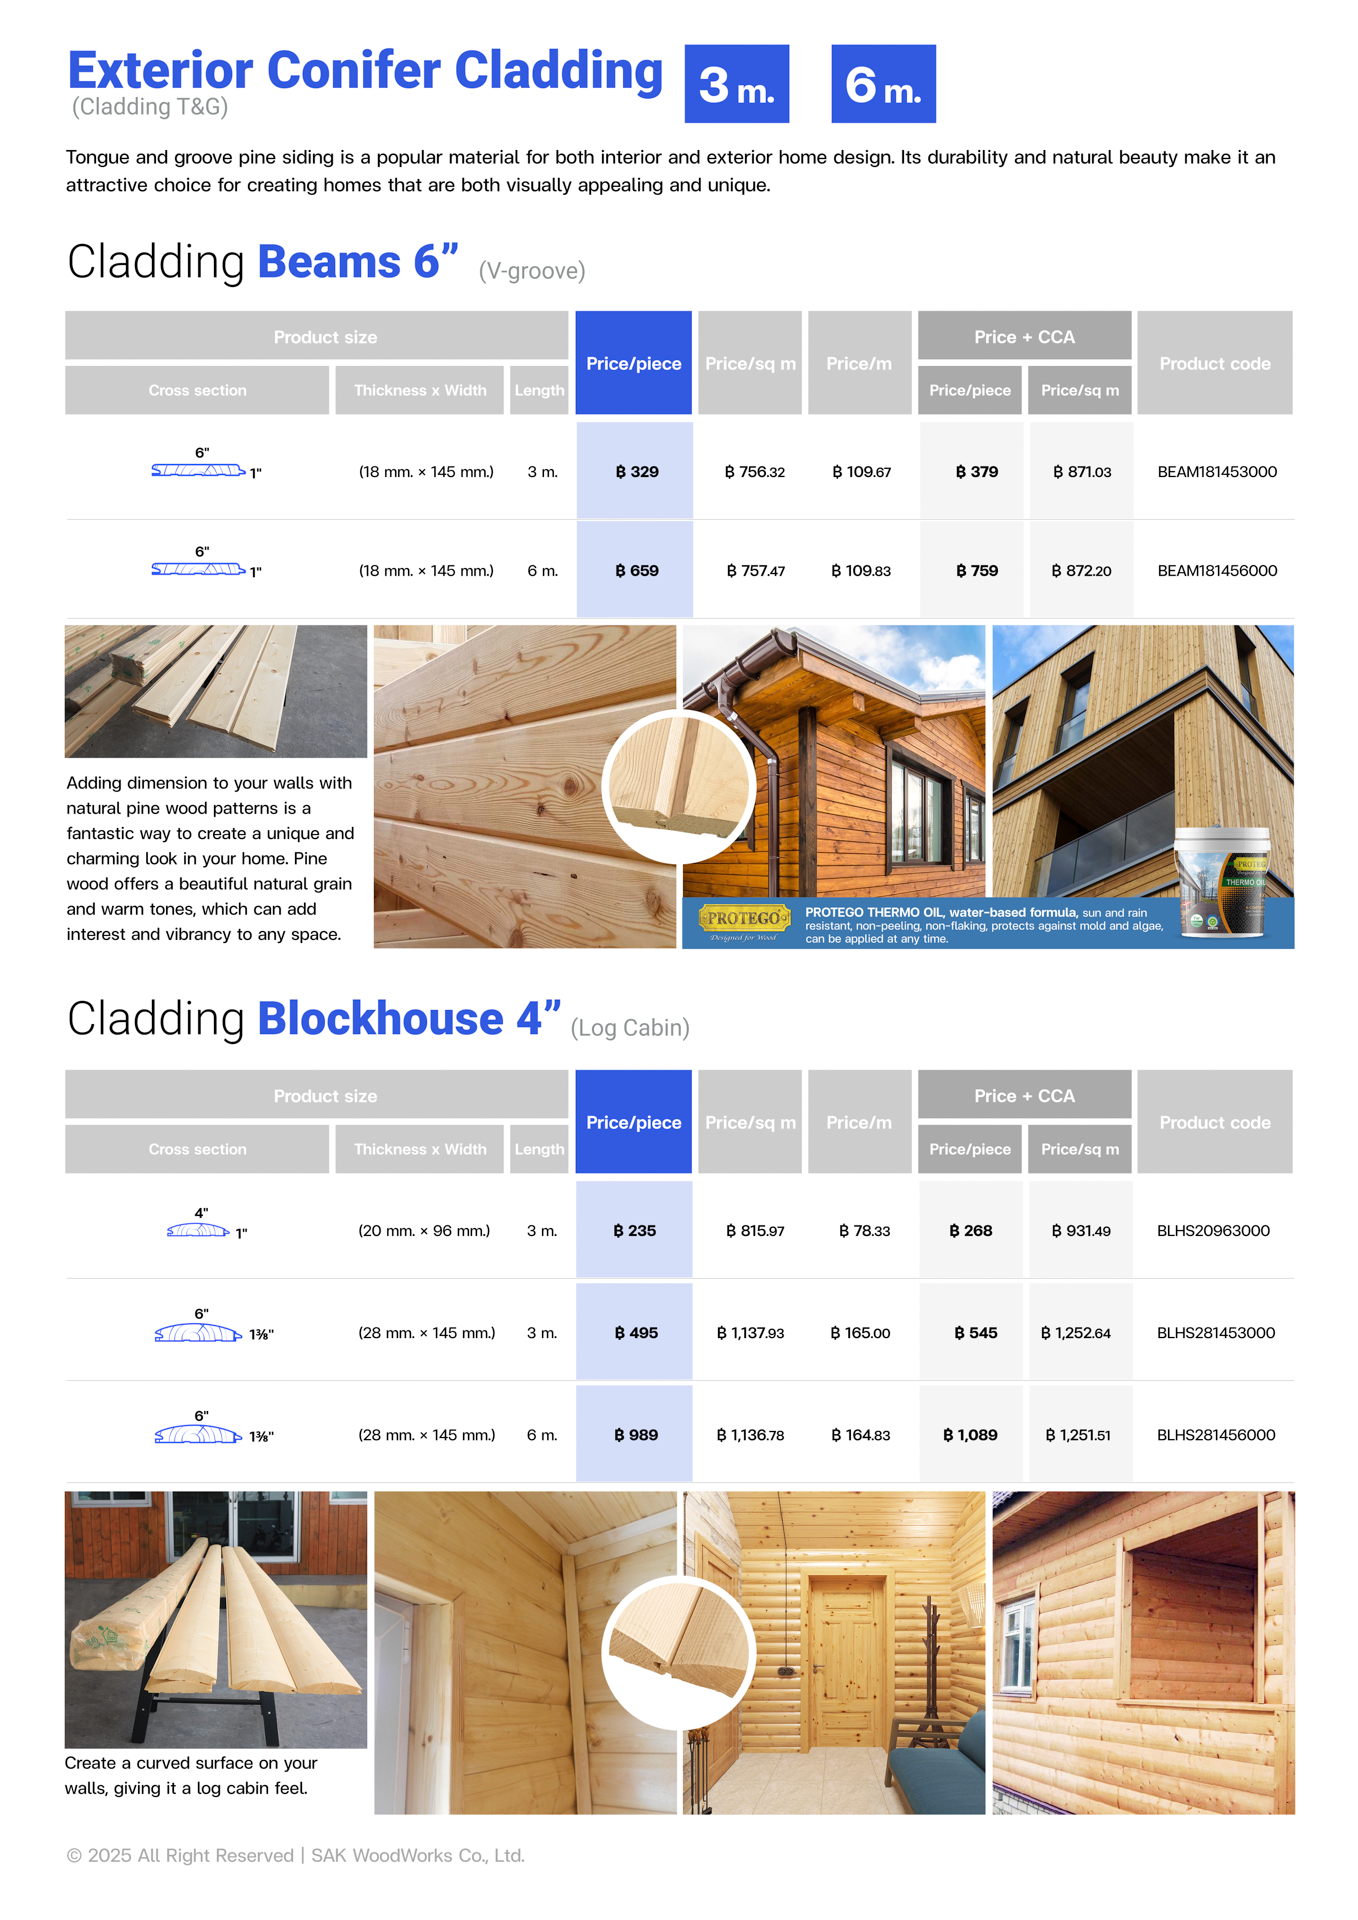 Exterior Conifer Cladding 3 m. 6 m.
(Cladding T&G)
Tongue and groove pine siding is a popular material for both interior and exterior home design. Its durability and natural beauty make it an
attractive choice for creating homes that are both visually appealing and unique.
Cladding Beams 6” (V-groove)
Product size Price/piece Price/sq m Price/m Price + CCA Product code
Cross section Thickness x Width Length Price/piece Price/sq m
6" 1" (18 mm. × 145 mm.) 3 m. ฿ 329 ฿ 756.32 ฿ 109.67 ฿ 379 ฿ 871.03 BEAM181453000
6" 1" (18 mm. × 145 mm.) 6 m. ฿ 659 ฿ 757.47 ฿ 109.83 ฿ 759 ฿ 872.20 BEAM181456000
Adding dimension to your walls with
natural pine wood patterns is a
fantastic way to create a unique and
charming look in your home. Pine
wood offers a beautiful natural grain
and warm tones, which can add
interest and vibrancy to any space.
PROTEGO
Designed for Wood
PROTEGO THERMO OIL, water-based formula, sun and rain
resistant, non-peeling, non-flaking, protects against mold and algae,
can be applied at any time.
THERMO OIL
Cladding Blockhouse 4” (Log Cabin)
Product size Price/piece Price/sq m Price/m Price + CCA Product code
Cross section Thickness x Width Length Price/piece Price/sq m
4" 1" (20 mm. × 96 mm.) 3 m. ฿ 235 ฿ 815.97 ฿ 78.33 ฿ 268 ฿ 931.49 BLHS20963000
6" 1⅜" (28 mm. × 145 mm.) 3 m. ฿ 495 ฿ 1,137.93 ฿ 165.00 ฿ 545 ฿ 1,252.64 BLHS281453000
6" 1⅜" (28 mm. × 145 mm.) 6 m. ฿ 989 ฿ 1,136.78 ฿ 164.83 ฿ 1,089 ฿ 1,251.51 BLHS281456000
Create a curved surface on your
walls, giving it a log cabin feel.
© 2025 All Right Reserved | SAK WoodWorks Co., Ltd.